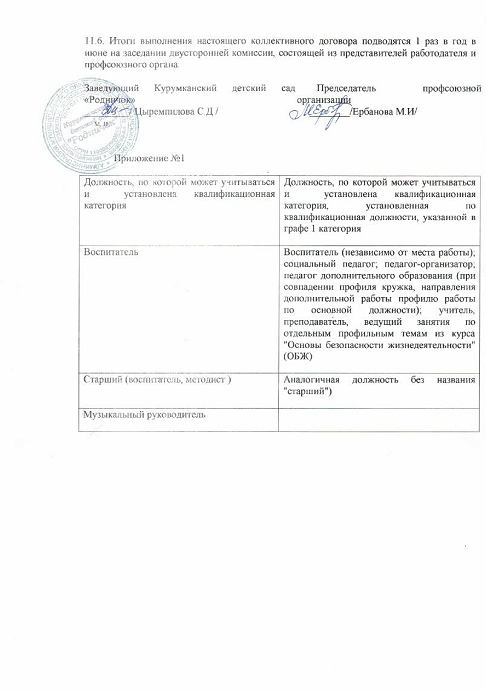 11.6. Итоги выполнения настоящего коллективного договора подводятся 1 раз в год в
июне на заседании двусторонней комиссии, состоящей из представителей работодателя и
профсоюзного органа.
Заведующий Курумканский детский сад Председатель профсоюзной
«Родничок» организации
/Цыремпилова С.Д./ /Ербанова М.И/
М.П.
"Родничок"
Приложение №1
Должность, по которой может учитываться
и установлена квалификационная
категория
Должность, по которой может учитываться
и установлена квалификационная
категория, установленная по
квалификационная должности, указанной в
графе 1 категория
Воспитатель
Воспитатель (независимо от места работы);
социальный педагог; педагог-организатор;
педагог дополнительного образования (при
совпадении профиля кружка, направления
дополнительной работы профилю работы
по основной должности); учитель,
преподаватель, ведущий занятия по
отдельным профильным темам из курса
"Основы безопасности жизнедеятельности"
(ОБЖ)
Старший (воспитатель, методист )
Аналогичная должность без названия
"старший")
Музыкальный руководитель